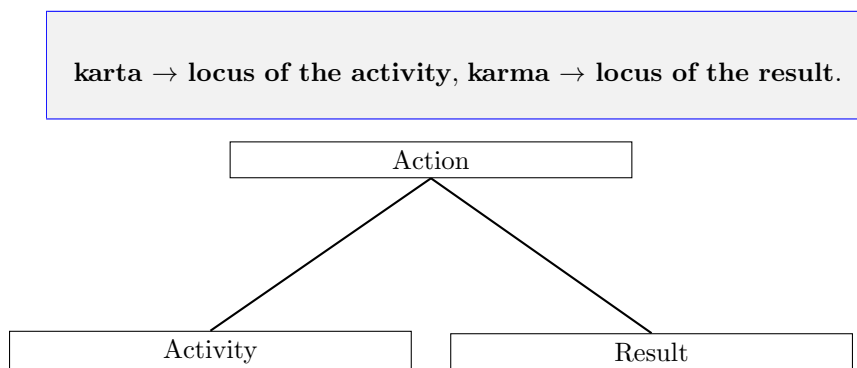 karta → locus of the activity, karma → locus of the result.
Action
Activity
Result